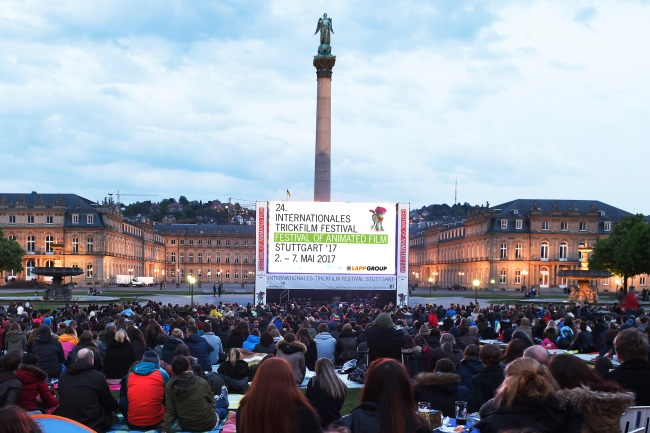 24.
INTERNATIONALES
TRICKFILM FESTIVAL
FESTIVAL OF ANIMATED FILM
STUTTGART '17
2. – 7. MAI 2017
LAPP GROUP
INTERNATIONALES TRICKFILM FESTIVAL STUTTGART